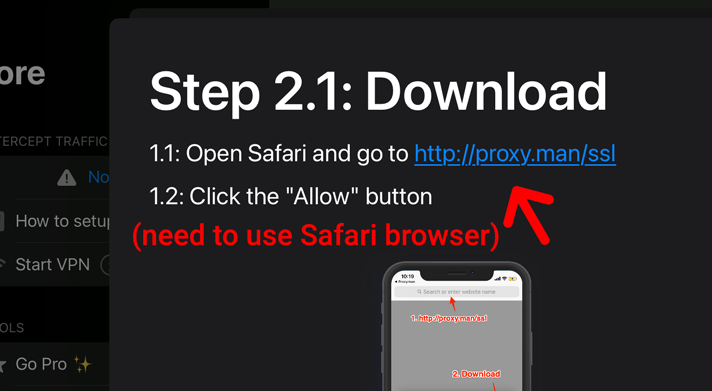 ore
Step 2.1: Download
TERCEPT TRAFFIC
1.1: Open Safari and go to http://proxy.man/ssl
No
1.2: Click the "Allow" button
How to setup
(need to use Safari browser)
Start VPN
10:19
Proxyman
Search or enter website name
1. http://proxy.man/ssl
OLS
Go Pro ✨
2. Download